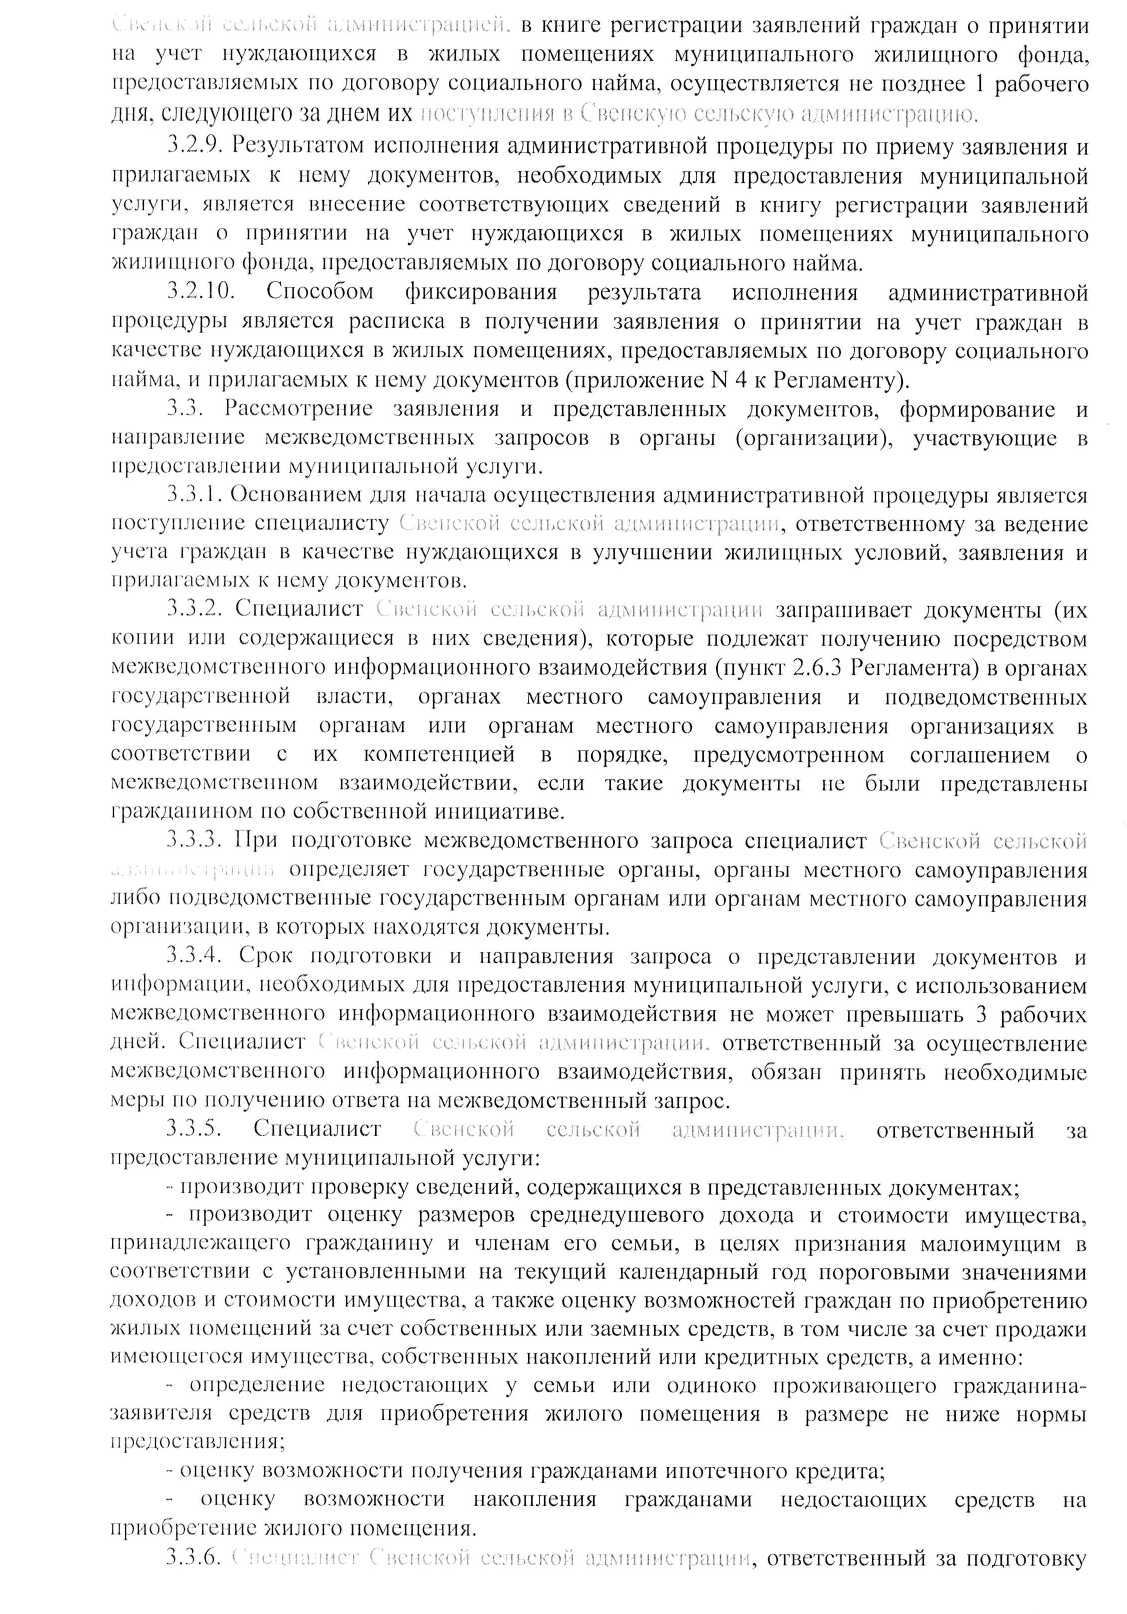 Свенской сельской администрацией, в книге регистрации заявлений граждан о принятии
на учет нуждающихся в жилых помещениях муниципального жилищного фонда,
предоставляемых по договору социального найма, осуществляется не позднее 1 рабочего
дня, следующего за днем их поступления в Свенскую сельскую администрацию.
3.2.9. Результатом исполнения административной процедуры по приему заявления и
прилагаемых к нему документов, необходимых для предоставления муниципальной
услуги, является внесение соответствующих сведений в книгу регистрации заявлений
граждан о принятии на учет нуждающихся в жилых помещениях муниципального
жилищного фонда, предоставляемых по договору социального найма.
3.2.10. Способом фиксирования результата исполнения административной
процедуры является расписка в получении заявления о принятии на учет граждан в
качестве нуждающихся в жилых помещениях, предоставляемых по договору социального
найма, и прилагаемых к нему документов (приложение N 4 к Регламенту).
3.3. Рассмотрение заявления и представленных документов, формирование и
направление межведомственных запросов в органы (организации), участвующие в
предоставлении муниципальной услуги.
3.3.1. Основанием для начала осуществления административной процедуры является
поступление специалисту Свенской сельской администрации, ответственному за ведение
учета граждан в качестве нуждающихся в улучшении жилищных условий, заявления и
прилагаемых к нему документов.
3.3.2. Специалист Свенской сельской администрации запрашивает документы (их
копии или содержащиеся в них сведения), которые подлежат получению посредством
межведомственного информационного взаимодействия (пункт 2.6.3 Регламента) в органах
государственной власти, органах местного самоуправления и подведомственных
государственным органам или органам местного самоуправления организациях в
соответствии с их компетенцией в порядке, предусмотренном соглашением о
межведомственном взаимодействии, если такие документы не были представлены
гражданином по собственной инициативе.
3.3.3. При подготовке межведомственного запроса специалист Свенской сельской
администрации определяет государственные органы, органы местного самоуправления
либо подведомственные государственным органам или органам местного самоуправления
организации, в которых находятся документы.
3.3.4. Срок подготовки и направления запроса о представлении документов и
информации, необходимых для предоставления муниципальной услуги, с использованием
межведомственного информационного взаимодействия не может превышать 3 рабочих
дней. Специалист Свенской сельской администрации, ответственный за осуществление
межведомственного информационного взаимодействия, обязан принять необходимые
меры по получению ответа на межведомственный запрос.
3.3.5. Специалист Свенской сельской администрации, ответственный за
предоставление муниципальной услуги:
- производит проверку сведений, содержащихся в представленных документах;
- производит оценку размеров среднедушевого дохода и стоимости имущества,
принадлежащего гражданину и членам его семьи, в целях признания малоимущим в
соответствии с установленными на текущий календарный год пороговыми значениями
доходов и стоимости имущества, а также оценку возможностей граждан по приобретению
жилых помещений за счет собственных или заемных средств, в том числе за счет продажи
имеющегося имущества, собственных накоплений или кредитных средств, а именно:
- определение недостающих у семьи или одиноко проживающего гражданина-
заявителя средств для приобретения жилого помещения в размере не ниже нормы
предоставления;
- оценку возможности получения гражданами ипотечного кредита;
- оценку возможности накопления гражданами недостающих средств на
приобретение жилого помещения.
3.3.6. Специалист Свенской сельской администрации, ответственный за подготовку